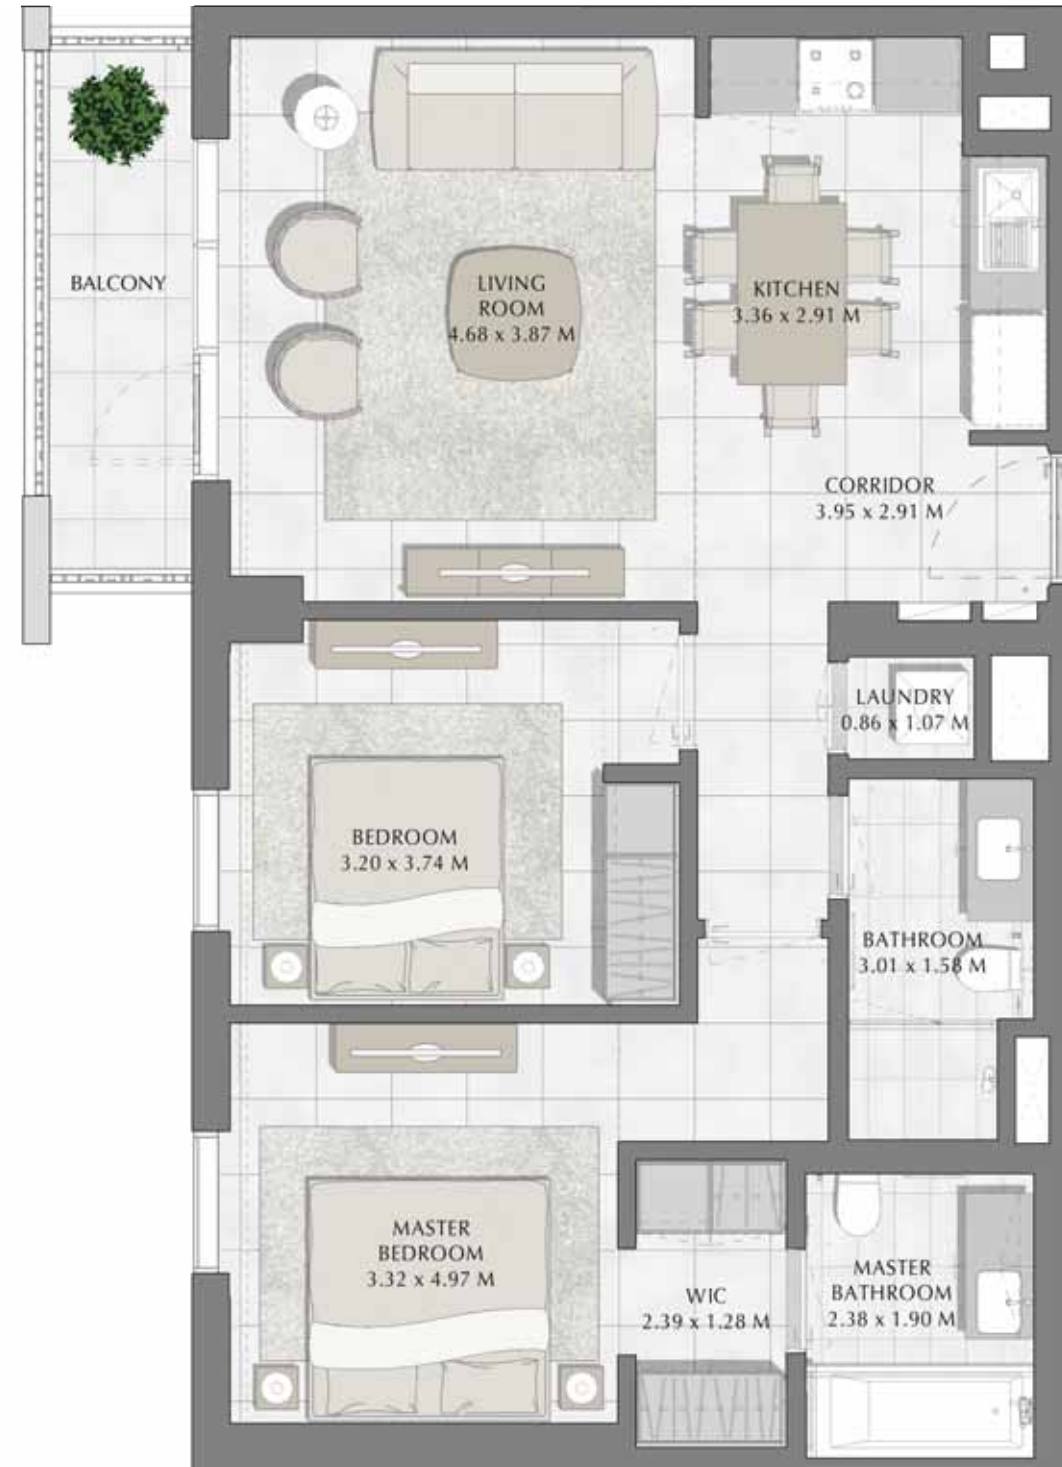 BALCONY
LIVING
ROOM
4.68 x 3.87 M
KITCHEN
3.36 x 2.91 M
CORRIDOR
3.95 x 2.91 M
LAUNDRY
0.86 x 1.07 M
BEDROOM
3.20 x 3.74 M
BATHROOM
3.01 x 1.58 M
MASTER
BEDROOM
3.32 x 4.97 M
WIC
2.39 x 1.28 M
MASTER
BATHROOM
2.38 x 1.90 M